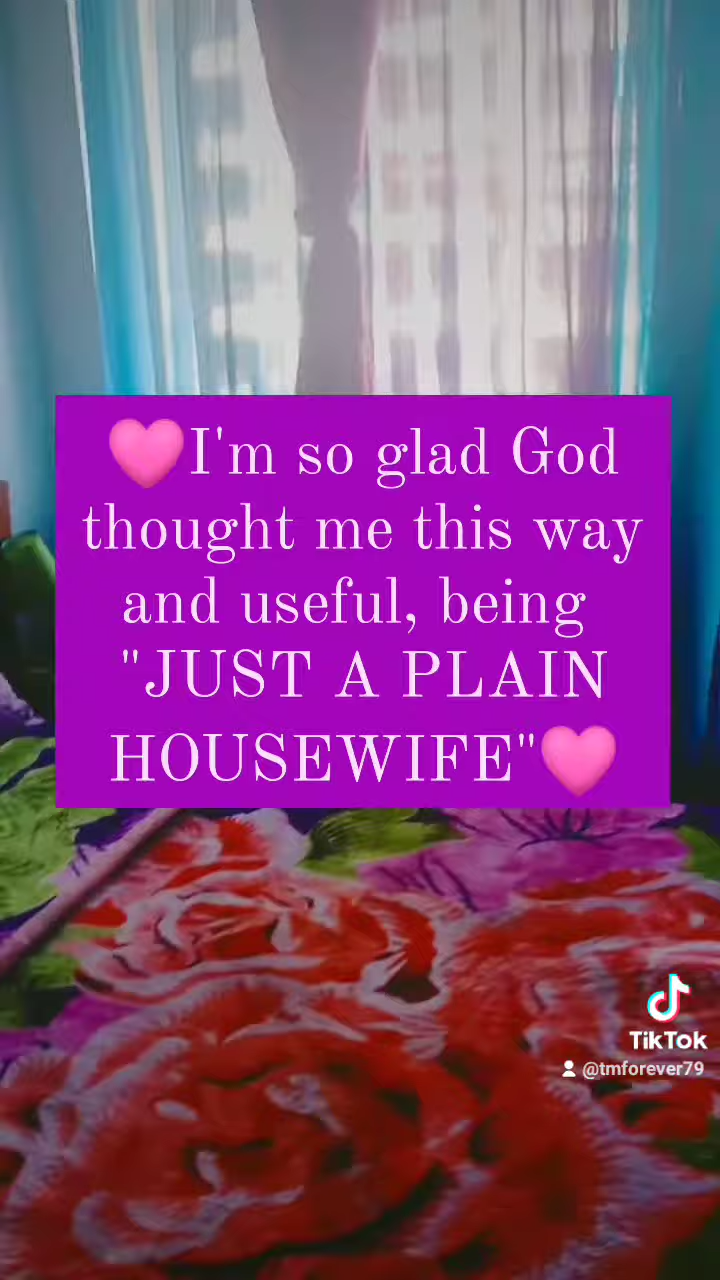 🩷I'm so glad God
thought me this way
and useful, being
"JUST A PLAIN
HOUSEWIFE"🩷
TikTok
@tmforever79